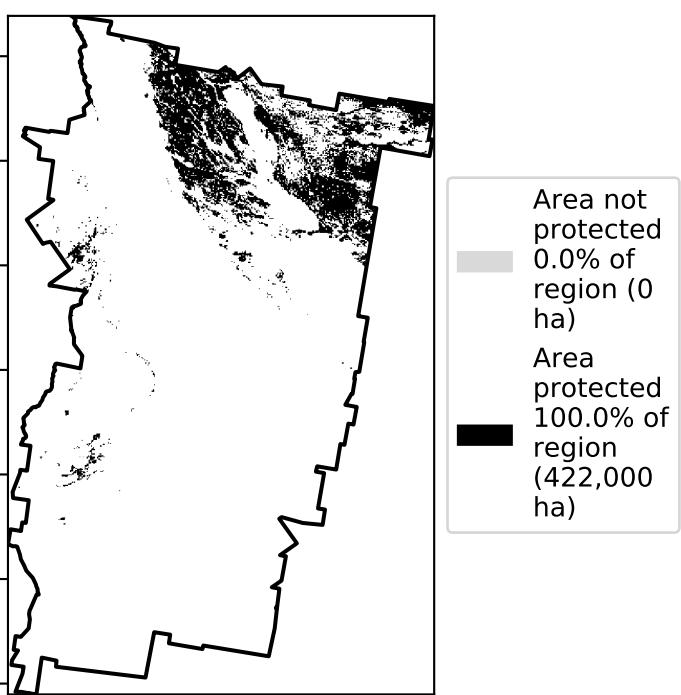 Area not
protected
0.0% of
region (0
ha)
Area
protected
100.0% of
region
(422,000
ha)